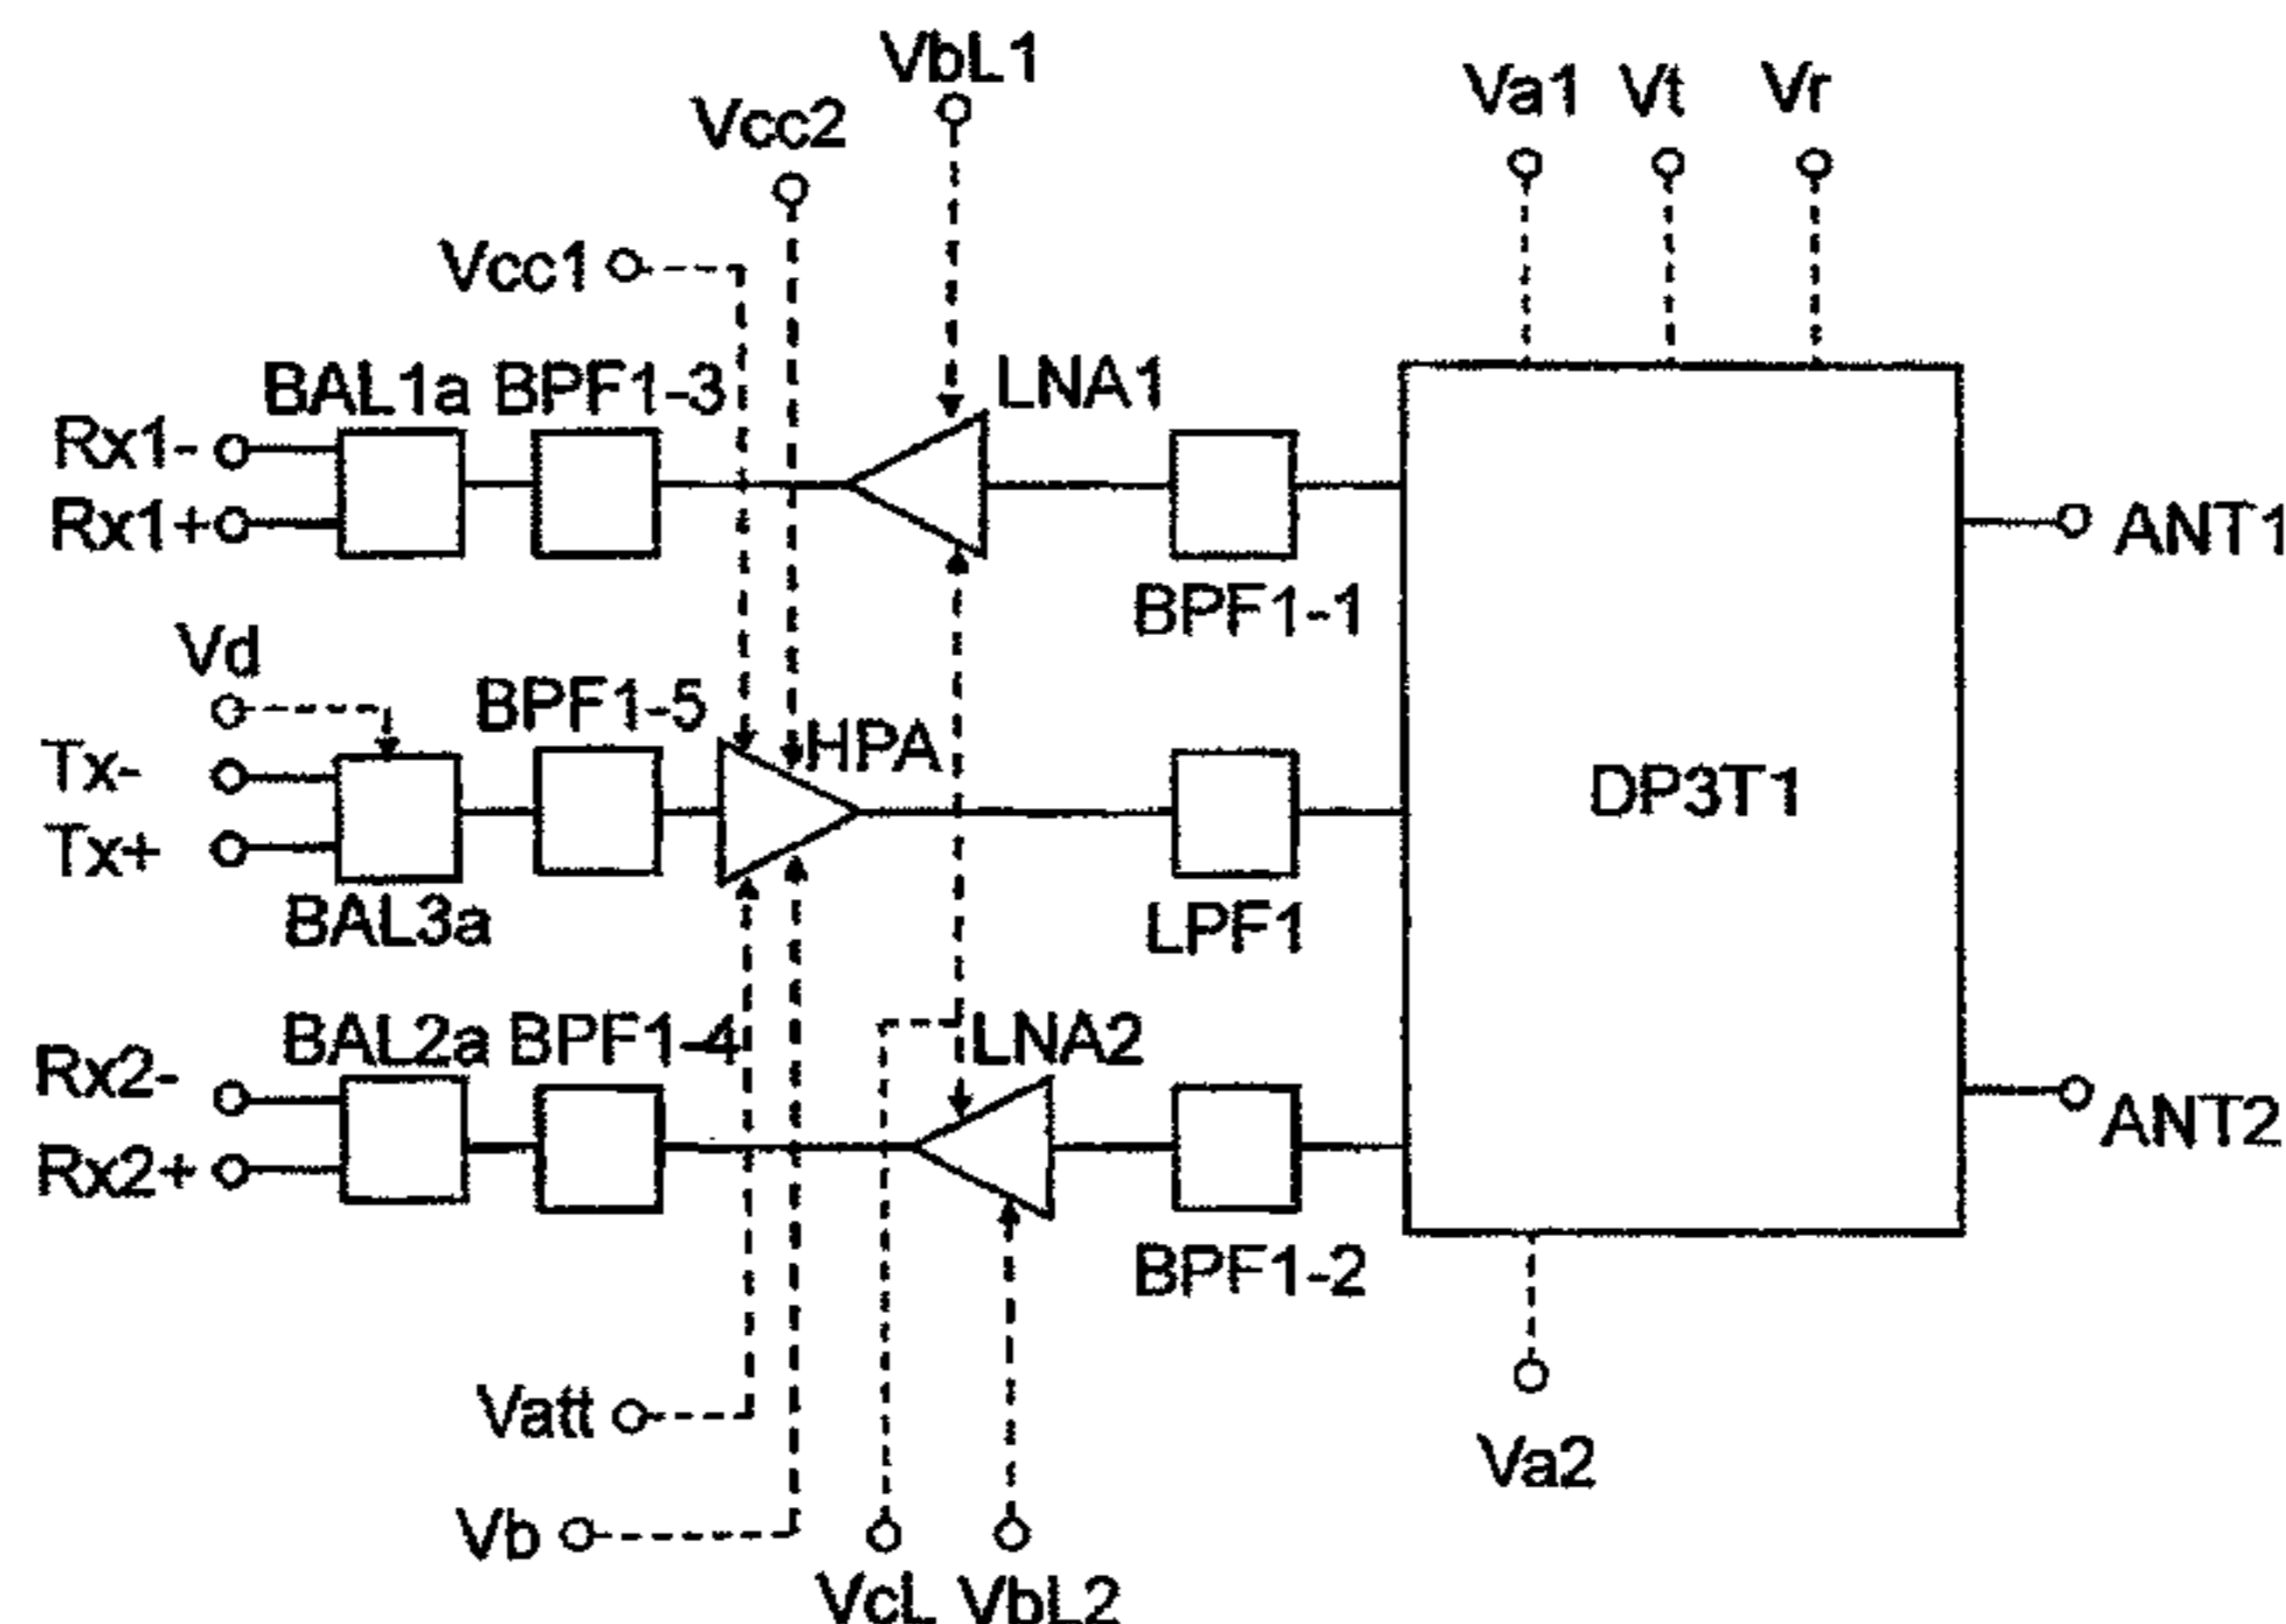 VbL1
Va1 Vt Vr
Vcc2
Vcc1
BAL1a BPF1-3 LNA1
Rx1-
Rx1+
ANT1
BPF1-1
Vd
BPF1-5
HPA
Tx-
DP3T1
Tx+
BAL3a
LPF1
BAL2a BPF1-4 LNA2
Rx2-
ANT2
Rx2+
BPF1-2
Vatt
Va2
Vb
VcL VbL2